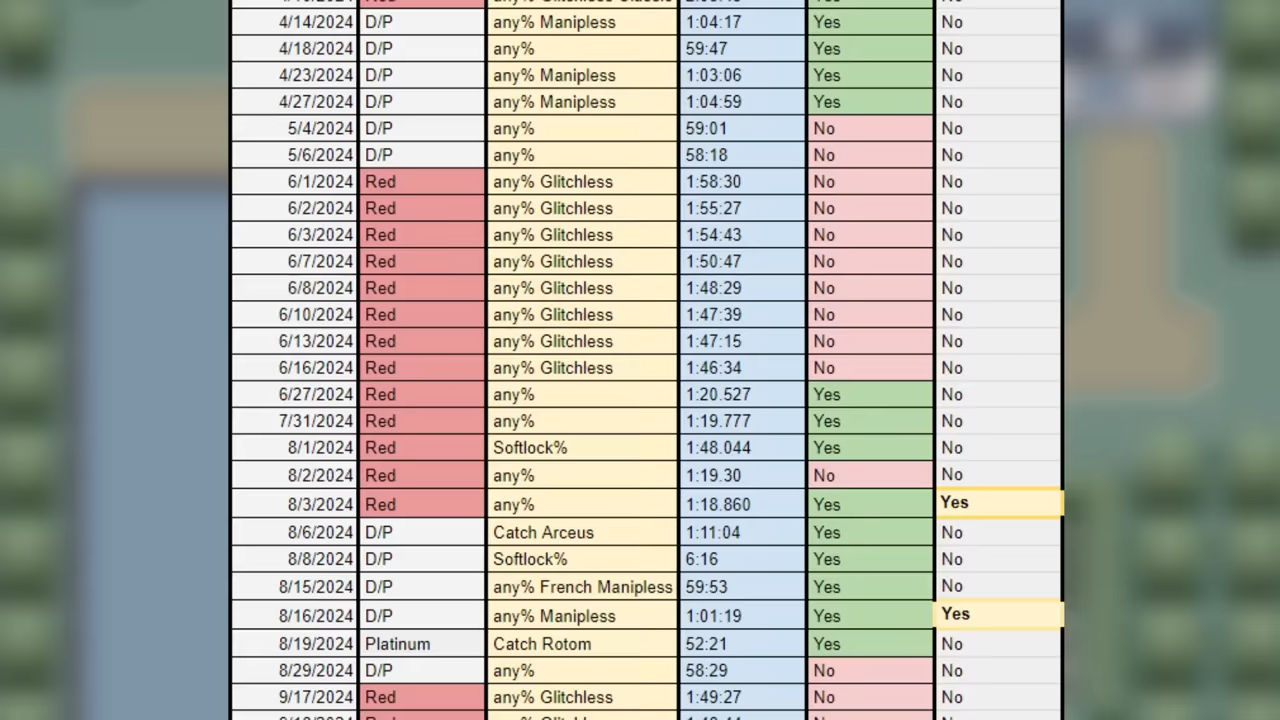 4/14/2024 D/P any% Manipless 1:04:17 Yes No
4/18/2024 D/P any% 59:47 Yes No
4/23/2024 D/P any% Manipless 1:03:06 Yes No
4/27/2024 D/P any% Manipless 1:04:59 Yes No
5/4/2024 D/P any% 59:01 No No
5/6/2024 D/P any% 58:18 No No
6/1/2024 Red any% Glitchless 1:58:30 No No
6/2/2024 Red any% Glitchless 1:55:27 No No
6/3/2024 Red any% Glitchless 1:54:43 No No
6/7/2024 Red any% Glitchless 1:50:47 No No
6/8/2024 Red any% Glitchless 1:48:29 No No
6/10/2024 Red any% Glitchless 1:47:39 No No
6/13/2024 Red any% Glitchless 1:47:15 No No
6/16/2024 Red any% Glitchless 1:46:34 No No
6/27/2024 Red any% 1:20.527 Yes No
7/31/2024 Red any% 1:19.777 Yes No
8/1/2024 Red Softlock% 1:48.044 Yes No
8/2/2024 Red any% 1:19.30 No No
8/3/2024 Red any% 1:18.860 Yes Yes
8/6/2024 D/P Catch Arceus 1:11:04 Yes No
8/8/2024 D/P Softlock% 6:16 Yes No
8/15/2024 D/P any% French Manipless 59:53 Yes No
8/16/2024 D/P any% Manipless 1:01:19 Yes Yes
8/19/2024 Platinum Catch Rotom 52:21 Yes No
8/29/2024 D/P any% 58:29 No No
9/17/2024 Red any% Glitchless 1:49:27 No No